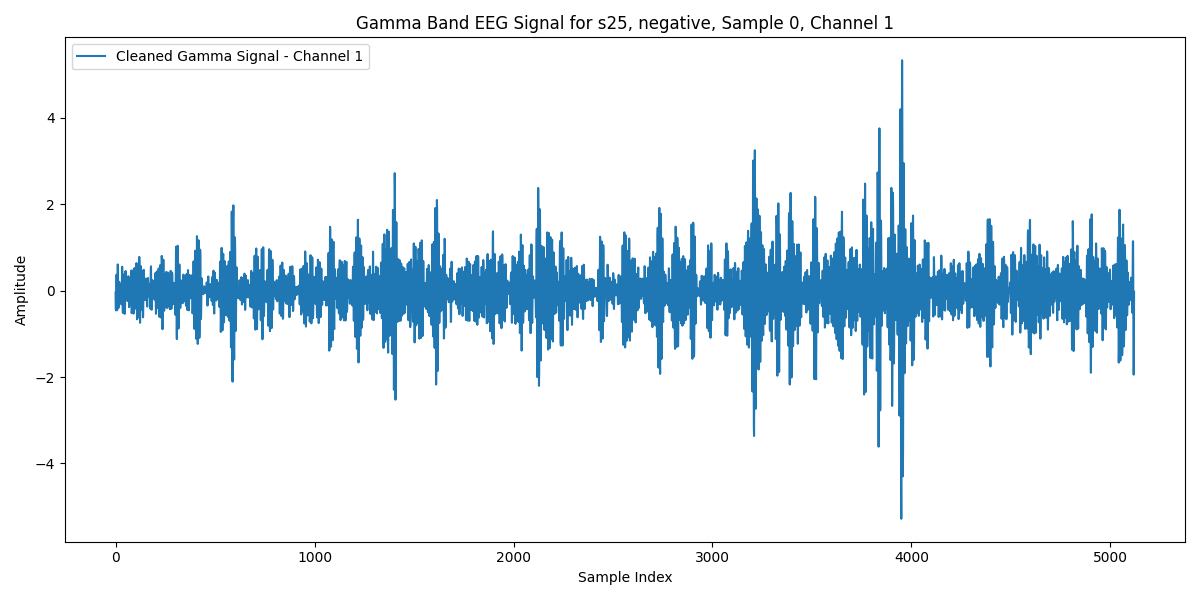 Gamma Band EEG Signal for s25, negative, Sample 0, Channel 1
Cleaned Gamma Signal - Channel 1
4
2
0
−2
−4
Amplitude
0 1000 2000 3000 4000 5000
Sample Index